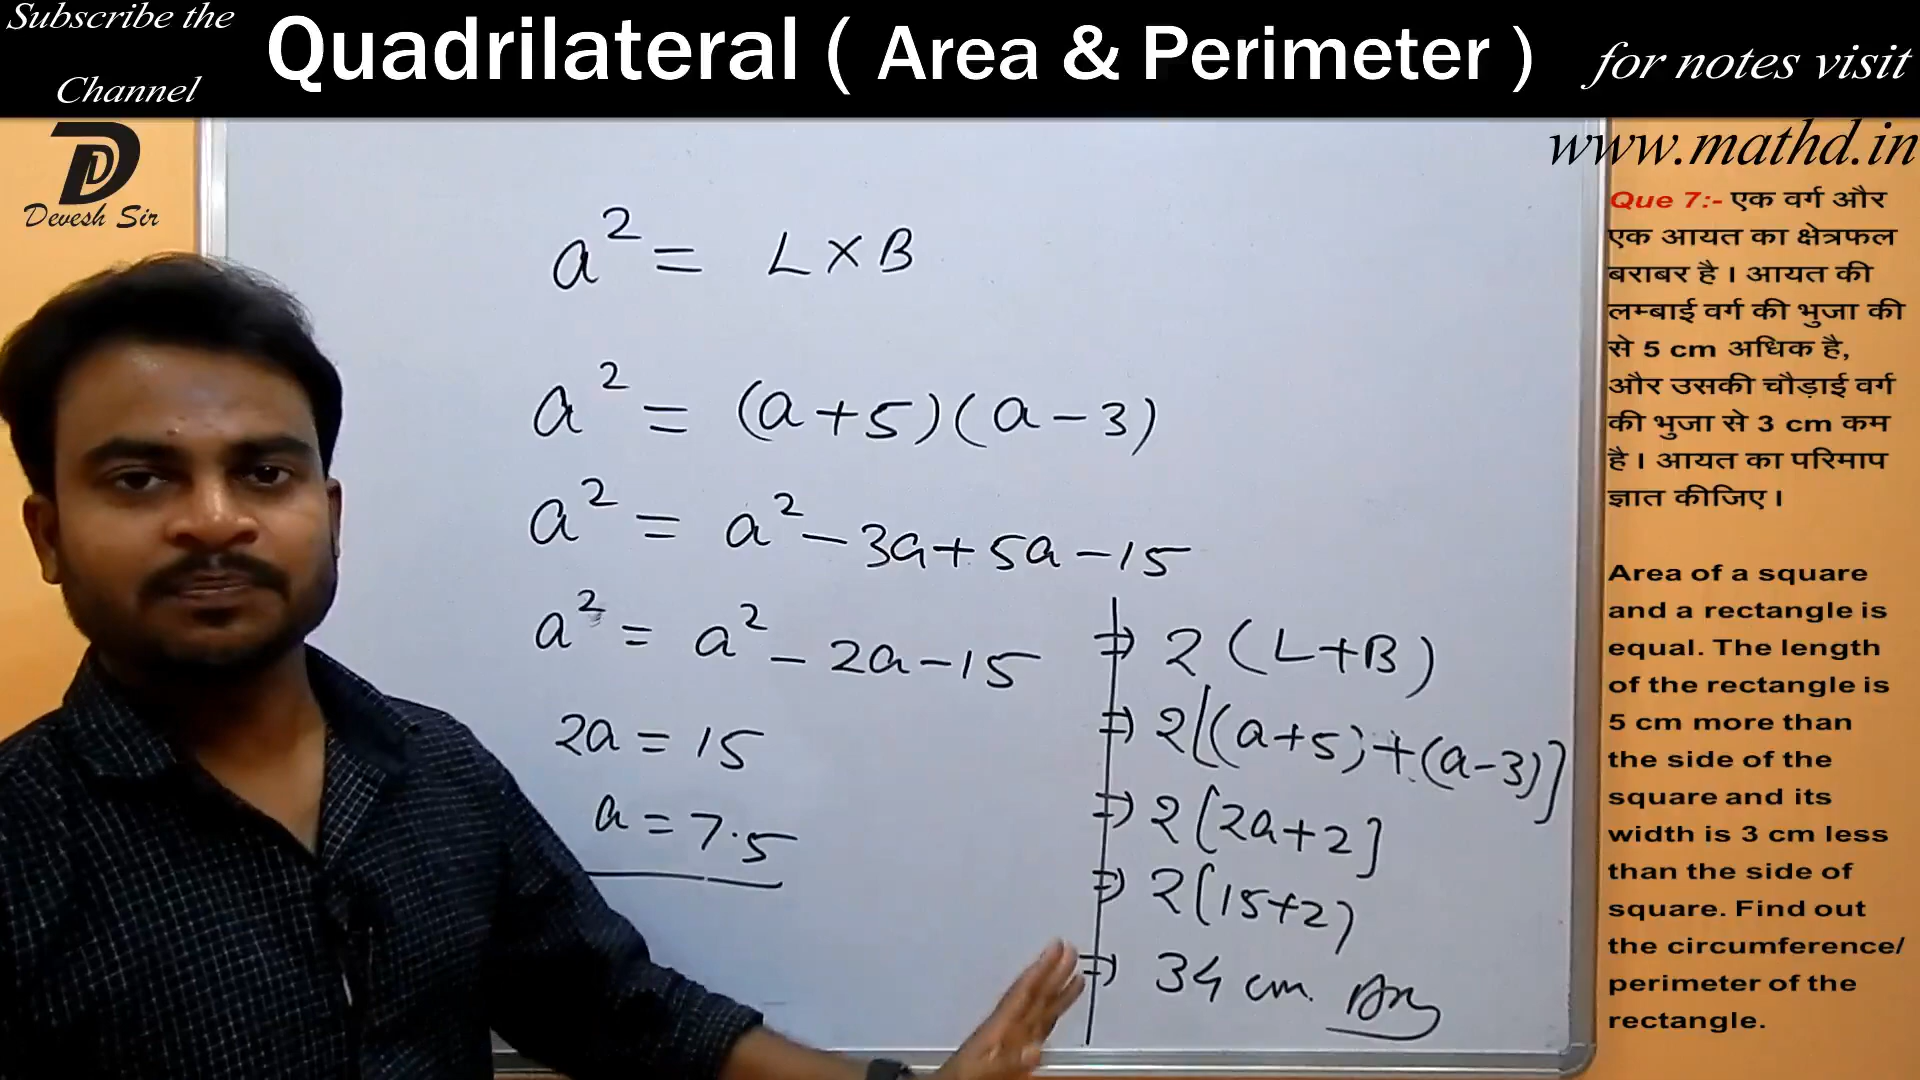 Subscribe the
Channel
Quadrilateral ( Area & Perimeter )
for notes visit
www.mathd.in
D
Devesh Sir
a² = L×B
a² = (a+5)(a-3)
a² = a²-3a+5a-15
a² = a²-2a-15
2a = 15
a = 7.5
⇒ 2(L+B)
⇒ 2[(a+5)+(a-3)]
⇒ 2[2a+2]
⇒ 2(15+2)
⇒ 34 cm. Ans
Que 7:- एक वर्ग और
एक आयत का क्षेत्रफल
बराबर है । आयत की
लम्बाई वर्ग की भुजा की
से 5 cm अधिक है,
और उसकी चौड़ाई वर्ग
की भुजा से 3 cm कम
है । आयत का परिमाप
ज्ञात कीजिए ।
Area of a square
and a rectangle is
equal. The length
of the rectangle is
5 cm more than
the side of the
square and its
width is 3 cm less
than the side of
square. Find out
the circumference/
perimeter of the
rectangle.